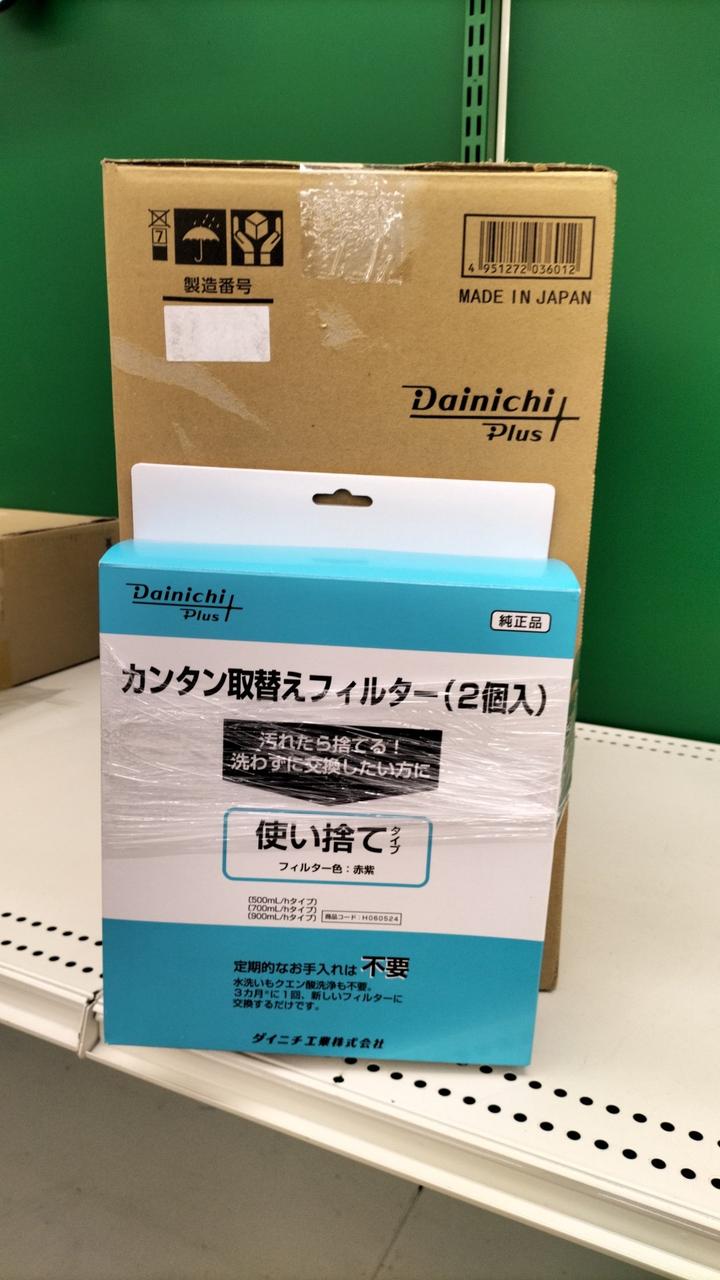 7
製造番号
4 951272 036012
MADE IN JAPAN
Dainichi
Plus
Dainichi
Plus
純正品
カンタン取替えフィルター(2個入)
汚れたら捨てる!
洗わずに交換したい方に
使い捨てタイプ
フィルター色:赤紫
(500mL/hタイプ)
(700mL/hタイプ)
(900mL/hタイプ)
商品コード:H060524
定期的なお手入れは不要
水洗いもクエン酸洗浄も不要。
3カ月※に1回、新しいフィルターに
交換するだけです。
ダイニチ工業株式会社